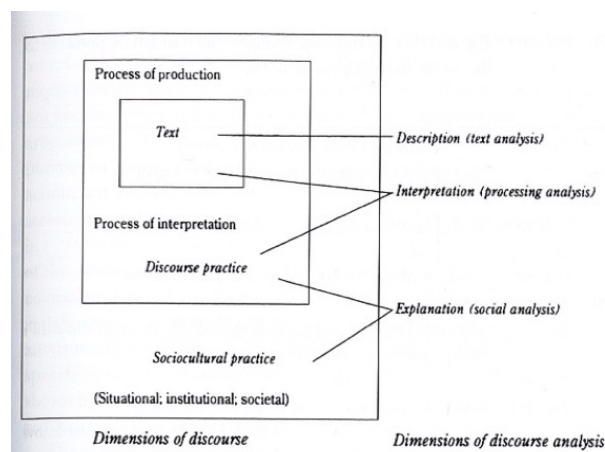 Process of production
Text
Description (text analysis)
Interpretation (processing analysis)
Process of interpretation
Discourse practice
Explanation (social analysis)
Sociocultural practice
(Situational; institutional; societal)
Dimensions of discourse
Dimensions of discourse analysis